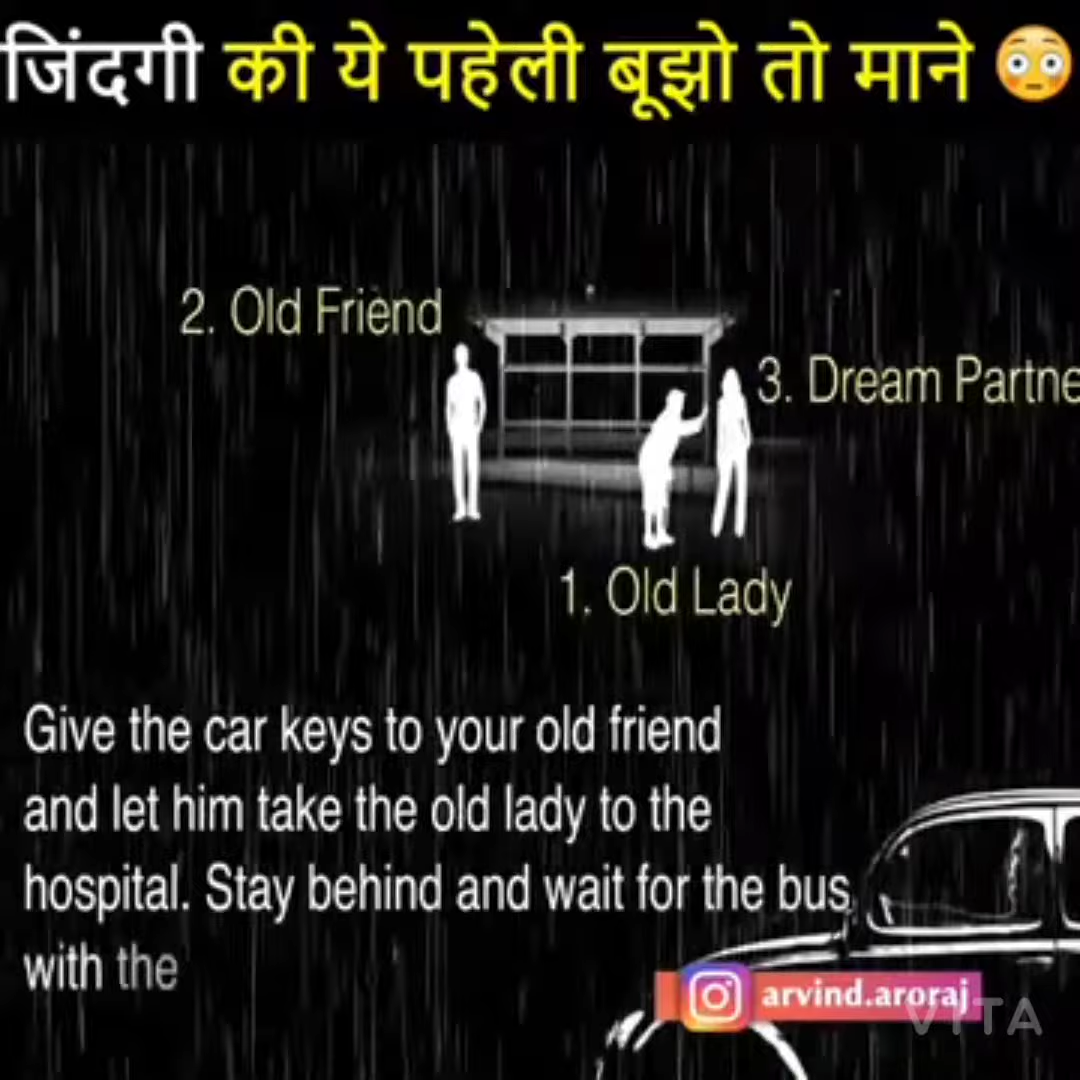 जिंदगी की ये पहेली बूझो तो माने 😳
2. Old Friend
3. Dream Partne
1. Old Lady
Give the car keys to your old friend
and let him take the old lady to the
hospital. Stay behind and wait for the bus
with the
arvind.aroraj
VITA